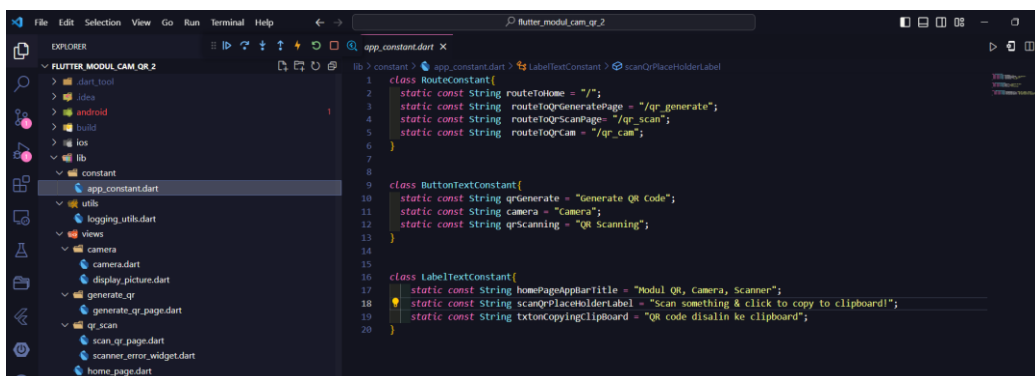 File Edit Selection View Go Run Terminal Help
flutter_modul_cam_qr_2
EXPLORER
FLUTTER_MODUL_CAM_QR_2
.dart_tool
.idea
android 1
build
ios
lib
constant
app_constant.dart
utils
logging_utils.dart
views
camera
camera.dart
display_picture.dart
generate_qr
generate_qr_page.dart
qr_scan
scan_qr_page.dart
scanner_error_widget.dart
home_page.dart
app_constant.dart
lib > constant > app_constant.dart > LabelTextConstant > scanQrPlaceHolderLabel
1 class RouteConstant{
2 static const String routeToHome = "/";
3 static const String routeToQrGeneratePage = "/qr_generate";
4 static const String routeToQrScanPage= "/qr_scan";
5 static const String routeToQrCam = "/qr_cam";
6 }
7
8
9 class ButtonTextConstant{
10 static const String qrGenerate = "Generate QR Code";
11 static const String camera = "Camera";
12 static const String qrScanning = "QR Scanning";
13 }
14
15
16 class LabelTextConstant{
17 static const String homePageAppBarTitle = "Modul QR, Camera, Scanner";
18 static const String scanQrPlaceHolderLabel = "Scan something & click to copy to clipboard!";
19 static const String txtonCopyingClipBoard = "QR code disalin ke clipboard";
20 }